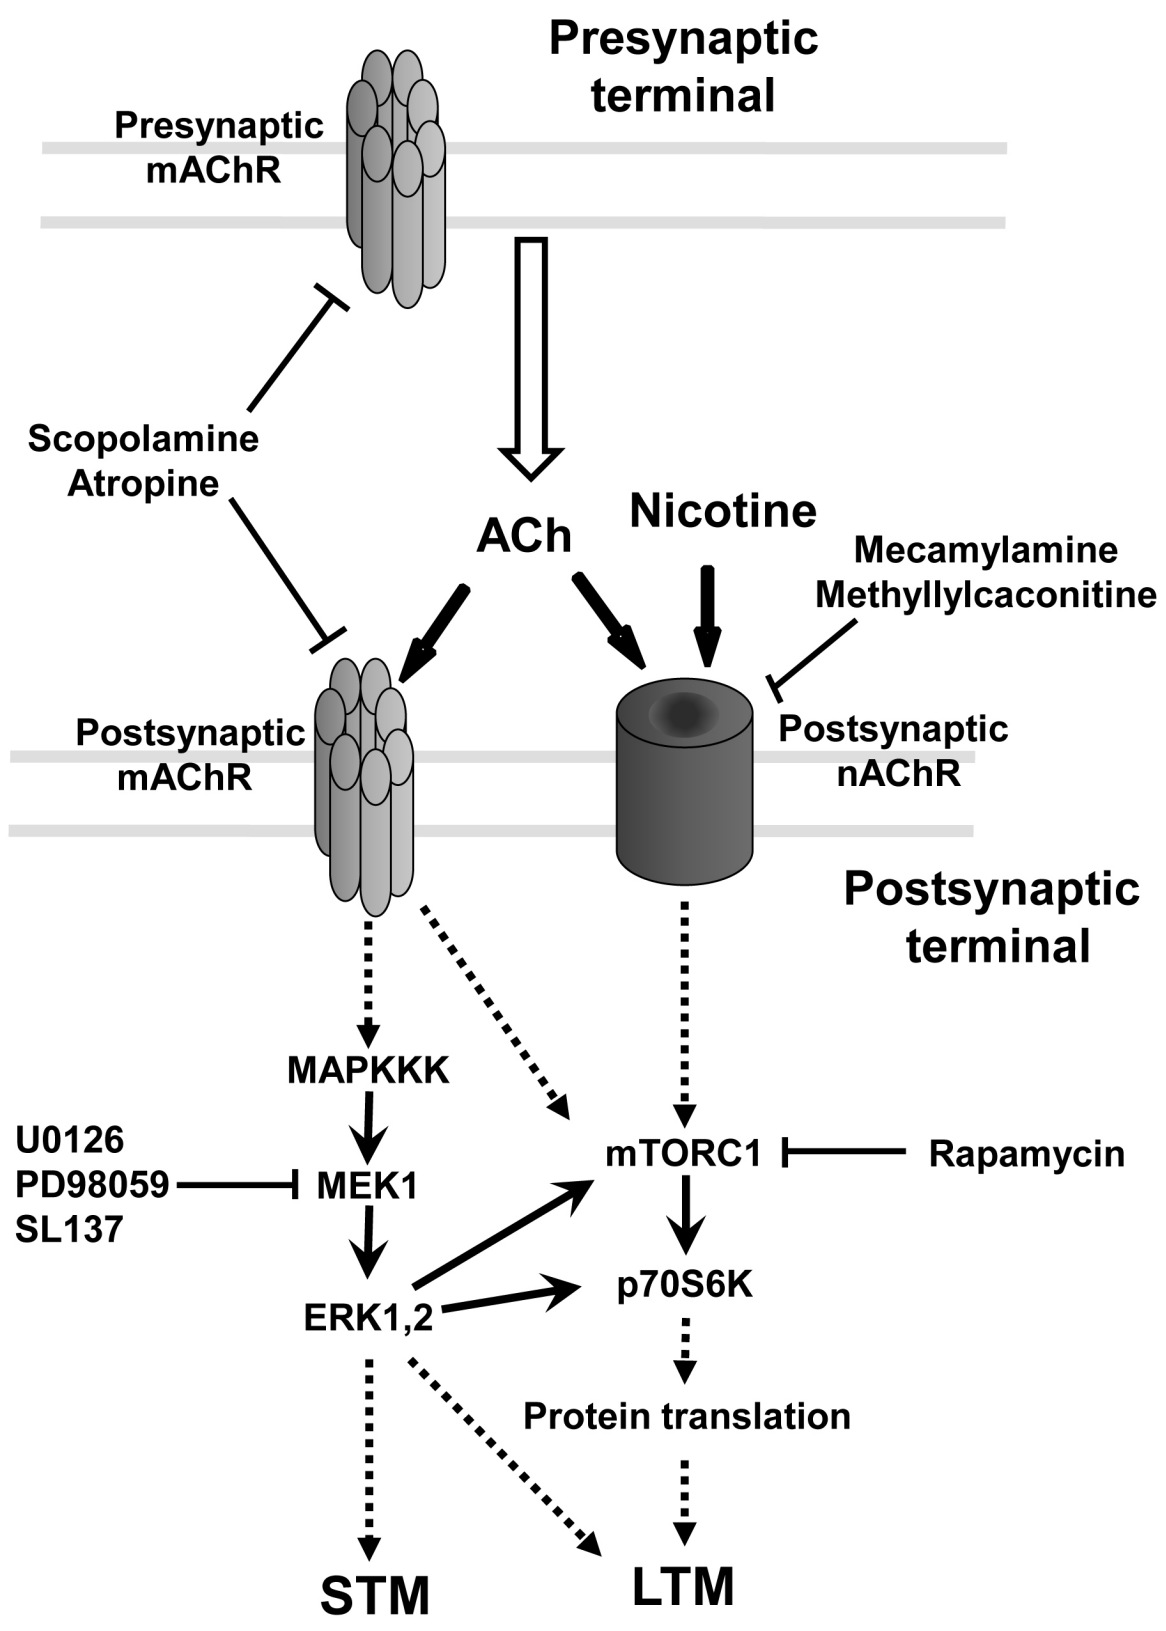 Presynaptic
terminal
Presynaptic
mAChR
Scopolamine
Atropine
ACh
Nicotine
Mecamylamine
Methyllylcaconitine
Postsynaptic
mAChR
Postsynaptic
nAChR
Postsynaptic
terminal
MAPKKK
U0126
PD98059
SL137
MEK1
mTORC1
Rapamycin
ERK1,2
p70S6K
Protein translation
STM
LTM